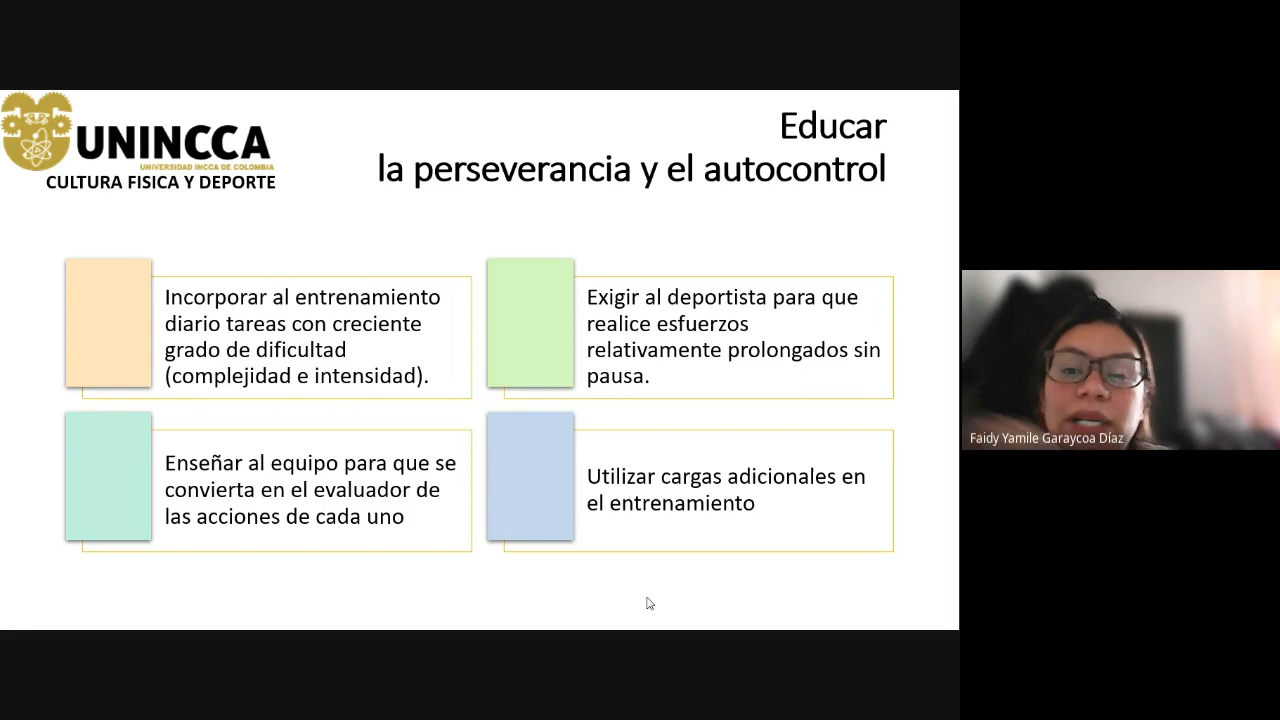 UNINCCA
UNIVERSIDAD INCCA DE COLOMBIA
CULTURA FISICA Y DEPORTE
Educar
la perseverancia y el autocontrol
Incorporar al entrenamiento
diario tareas con creciente
grado de dificultad
(complejidad e intensidad).
Exigir al deportista para que
realice esfuerzos
relativamente prolongados sin
pausa.
Enseñar al equipo para que se
convierta en el evaluador de
las acciones de cada uno
Utilizar cargas adicionales en
el entrenamiento
Faidy Yamile Garaycoa Díaz